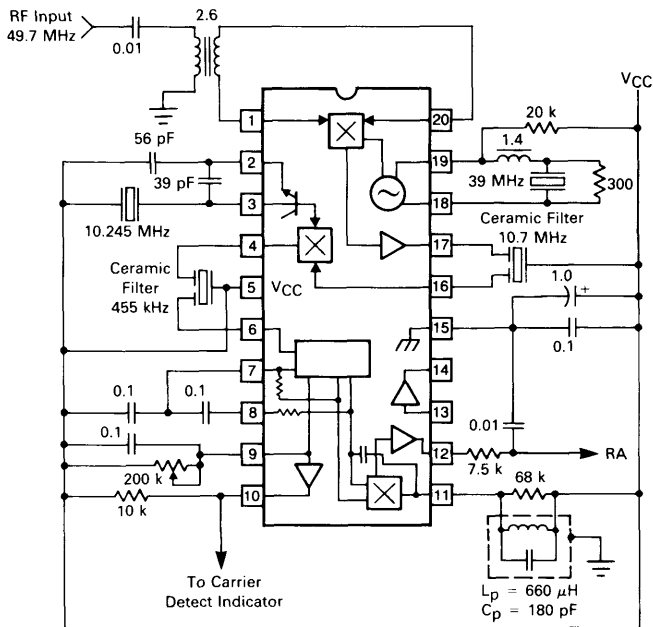 RF Input
49.7 MHz
0.01
2.6
VCC
20 k
1.4
39 MHz
300
1
20
56 pF
2
19
39 pF
3
18
10.245 MHz
Ceramic Filter
10.7 MHz
4
17
Ceramic
Filter
455 kHz
5
VCC
16
1.0
+
6
15
0.1
7
14
0.1
0.1
8
13
0.01
0.1
9
12
7.5 k
RA
200 k
10
11
68 k
10 k
To Carrier
Detect Indicator
Lp = 660 μH
Cp = 180 pF